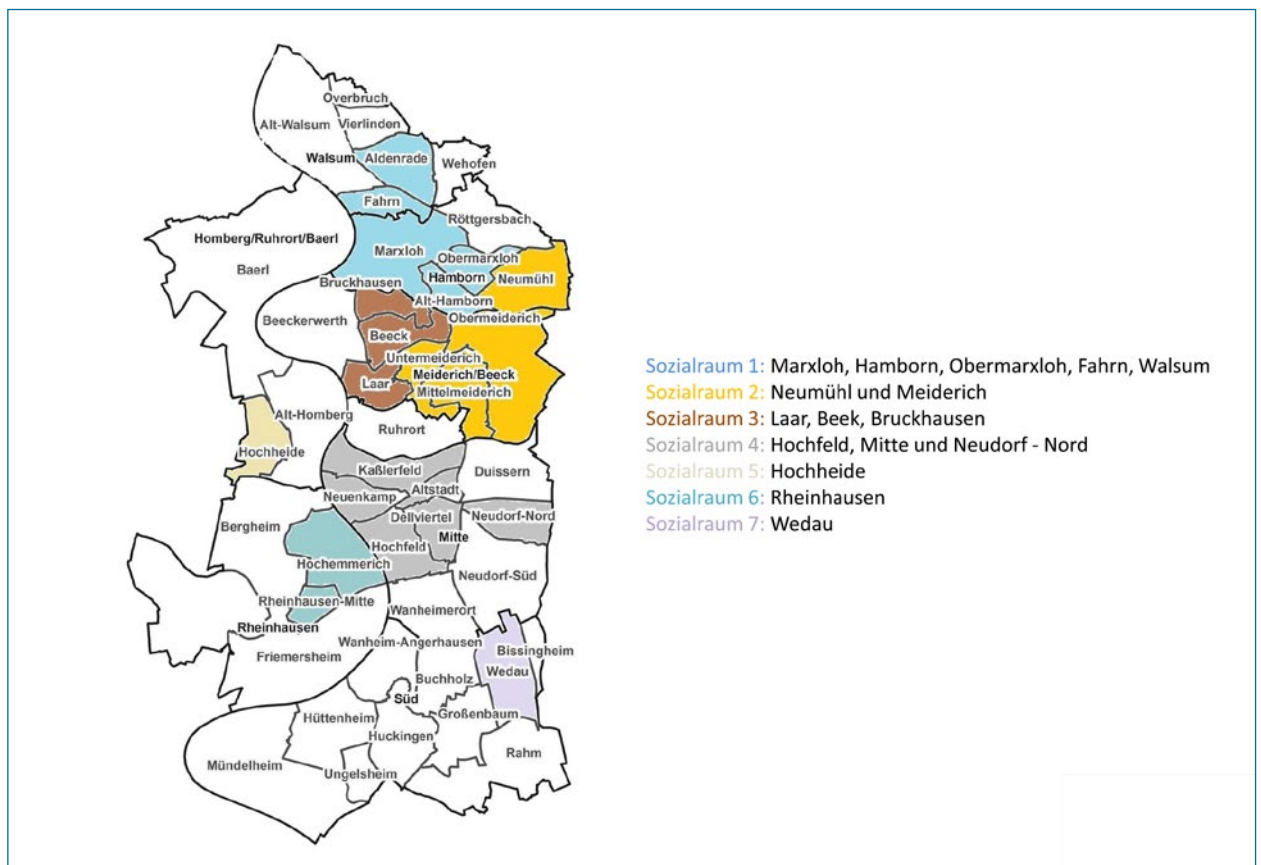 Overbruch
Alt-Walsum
Vierlinden
Walsum
Aldenrade
Wehofen
Fahrn
Röttgersbach
Homberg/Ruhrort/Baerl
Marxloh
Obermarxloh
Baerl
Hamborn
Neumühl
Bruckhausen
Alt-Hamborn
Beeckerwerth
Obermeiderich
Beeck
Untermeiderich
Meiderich/Beeck
Laar
Mittelmeiderich
Alt-Homberg
Ruhrort
Hochheide
Kaßlerfeld
Duissern
Neuenkamp
Altstadt
Bergheim
Dellviertel
Neudorf-Nord
Mitte
Hochfeld
Hochemmerich
Neudorf-Süd
Rheinhausen-Mitte
Wanheimerort
Rheinhausen
Wanheim-Angerhausen
Bissingheim
Friemersheim
Wedau
Buchholz
Süd
Großenbaum
Hüttenheim
Huckingen
Rahm
Mündelheim
Ungelsheim
Sozialraum 1: Marxloh, Hamborn, Obermarxloh, Fahrn, Walsum
Sozialraum 2: Neumühl und Meiderich
Sozialraum 3: Laar, Beek, Bruckhausen
Sozialraum 4: Hochfeld, Mitte und Neudorf - Nord
Sozialraum 5: Hochheide
Sozialraum 6: Rheinhausen
Sozialraum 7: Wedau